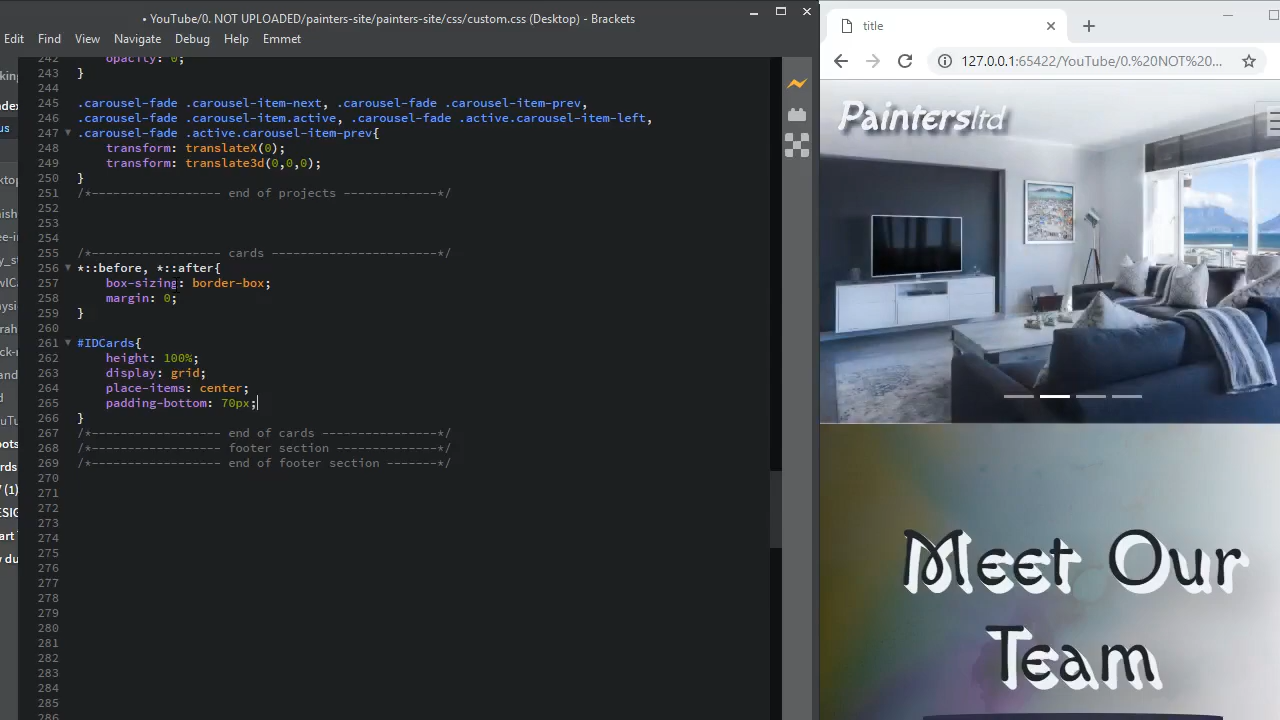 • YouTube/0. NOT UPLOADED/painters-site/painters-site/css/custom.css (Desktop) - Brackets
Edit Find View Navigate Debug Help Emmet
242 opacity: 0;
243 }
244
245 .carousel-fade .carousel-item-next, .carousel-fade .carousel-item-prev,
246 .carousel-fade .carousel-item.active, .carousel-fade .active.carousel-item-left,
247 .carousel-fade .active.carousel-item-prev{
248 transform: translateX(0);
249 transform: translate3d(0,0,0);
250 }
251 /*------------------ end of projects -------------*/
252
253
254
255 /*------------------ cards -----------------------*/
256 *::before, *::after{
257 box-sizing: border-box;
258 margin: 0;
259 }
260
261 #IDCards{
262 height: 100%;
263 display: grid;
264 place-items: center;
265 padding-bottom: 70px;
266 }
267 /*------------------ end of cards ----------------*/
268 /*------------------ footer section --------------*/
269 /*------------------ end of footer section -------*/
270
271
272
273
274
275
276
277
278
279
280
281
282
283
284
285
286
title
127.0.0.1:65422/YouTube/0.%20NOT%20...
Paintersltd
Meet Our
Team